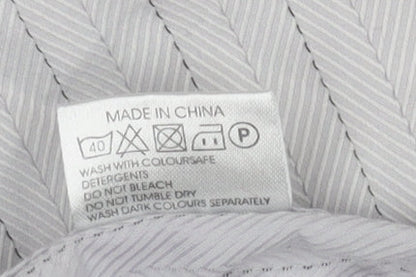 MADE IN CHINA
40 P
WASH WITH COLOURSAFE
DETERGENTS
DO NOT BLEACH
DO NOT TUMBLE DRY
WASH DARK COLOURS SEPARATELY